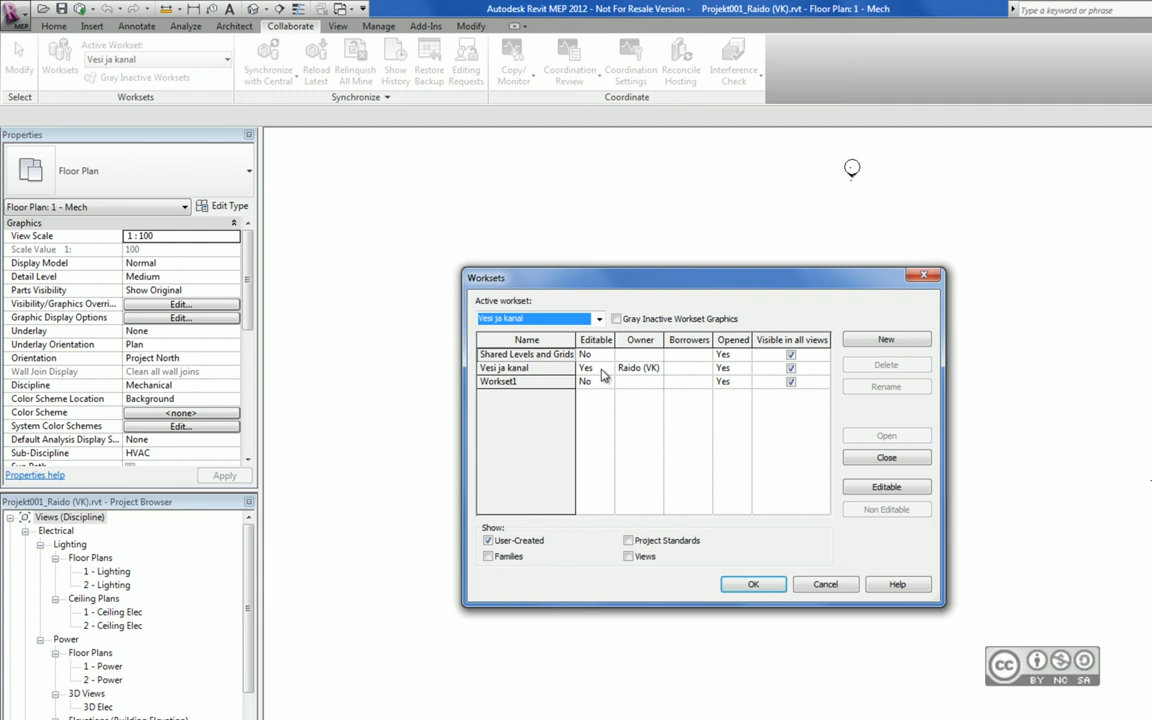 Autodesk Revit MEP 2012 - Not For Resale Version - Projekt001_Raido (VK).rvt - Floor Plan: 1 - Mech
Type a keyword or phrase
MEP
Home Insert Annotate Analyze Architect Collaborate View Manage Add-Ins Modify
Active Workset:
Vesi ja kanal
Gray Inactive Worksets
Modify
Worksets
Synchronize with Central
Reload Latest
Relinquish All Mine
Show History
Restore Backup
Editing Requests
Copy/ Monitor
Coordination Review
Coordination Settings
Reconcile Hosting
Interference Check
Select Worksets Synchronize Coordinate
Properties
Floor Plan
Floor Plan: 1 - Mech Edit Type
Graphics
View Scale 1 : 100
Scale Value 1: 100
Display Model Normal
Detail Level Medium
Parts Visibility Show Original
Visibility/Graphics Overri... Edit...
Graphic Display Options Edit...
Underlay None
Underlay Orientation Plan
Orientation Project North
Wall Join Display Clean all wall joins
Discipline Mechanical
Color Scheme Location Background
Color Scheme <none>
System Color Schemes Edit...
Default Analysis Display S... None
Sub-Discipline HVAC
Properties help Apply
Projekt001_Raido (VK).rvt - Project Browser
Views (Discipline)
Electrical
Lighting
Floor Plans
1 - Lighting
2 - Lighting
Ceiling Plans
1 - Ceiling Elec
2 - Ceiling Elec
Power
Floor Plans
1 - Power
2 - Power
3D Views
3D Elec
Elevations (Building Elevation)
Worksets
Active workset:
Vesi ja kanal Gray Inactive Workset Graphics
Name Editable Owner Borrowers Opened Visible in all views
Shared Levels and Grids No Yes
Vesi ja kanal Yes Raido (VK) Yes
Workset1 No Yes
New
Delete
Rename
Open
Close
Editable
Non Editable
Show:
User-Created Project Standards
Families Views
OK Cancel Help
cc
BY NC SA